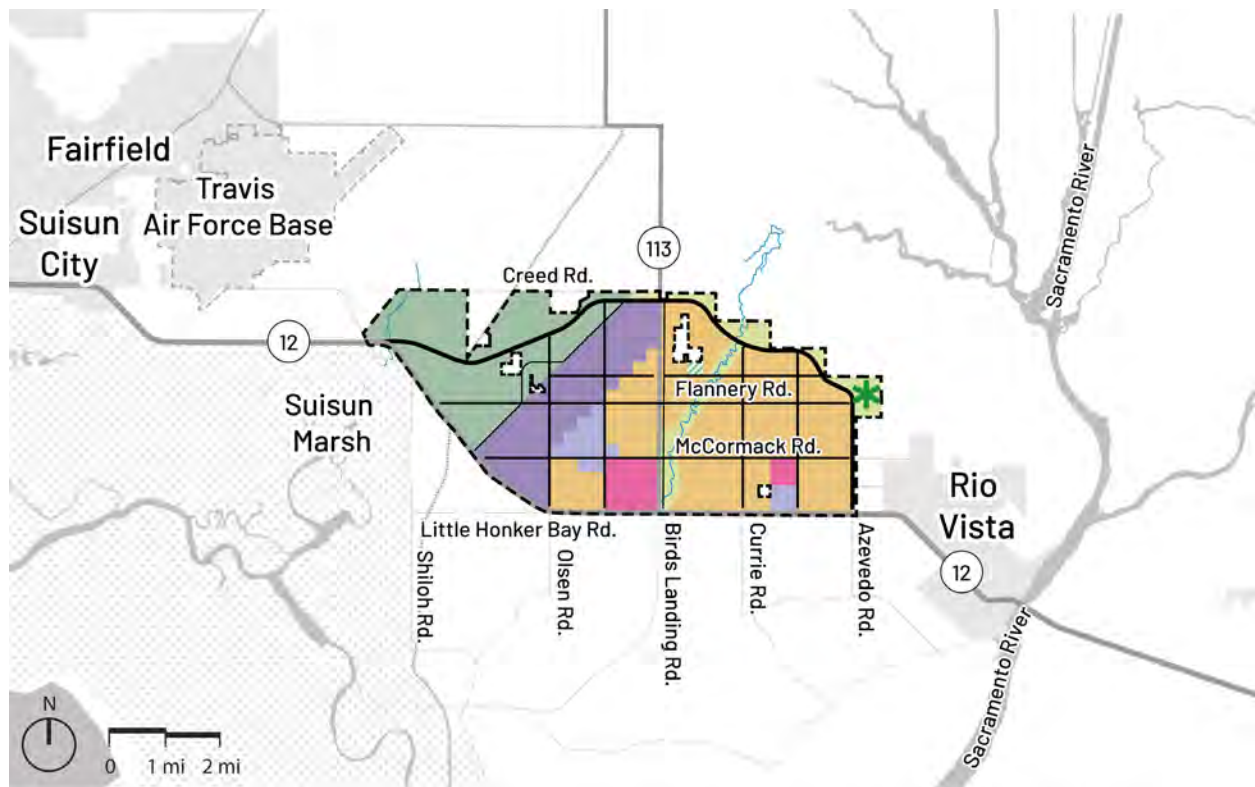 Fairfield
Travis
Air Force Base
Suisun
City
Creed Rd.
113
12
Sacramento River
Sacramento River
Suisun
Marsh
Flannery Rd.
McCormack Rd.
Rio
Vista
Little Honker Bay Rd.
Shiloh Rd.
Olsen Rd.
Birds Landing Rd.
Currie Rd.
Azevedo Rd.
12
Sacramento River
N
0 1 mi 2 mi